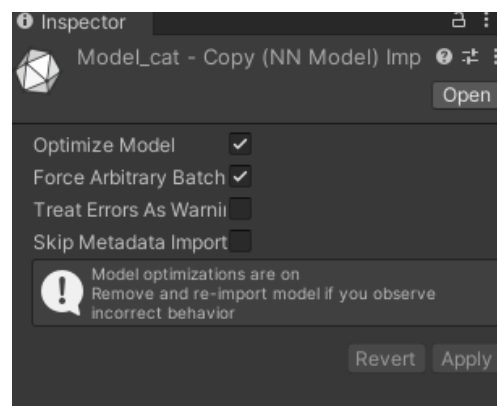 Inspector
Model_cat - Copy (NN Model) Imp
Open
Optimize Model
Force Arbitrary Batch
Treat Errors As Warnin
Skip Metadata Import
Model optimizations are on
Remove and re-import model if you observe
incorrect behavior
Revert Apply